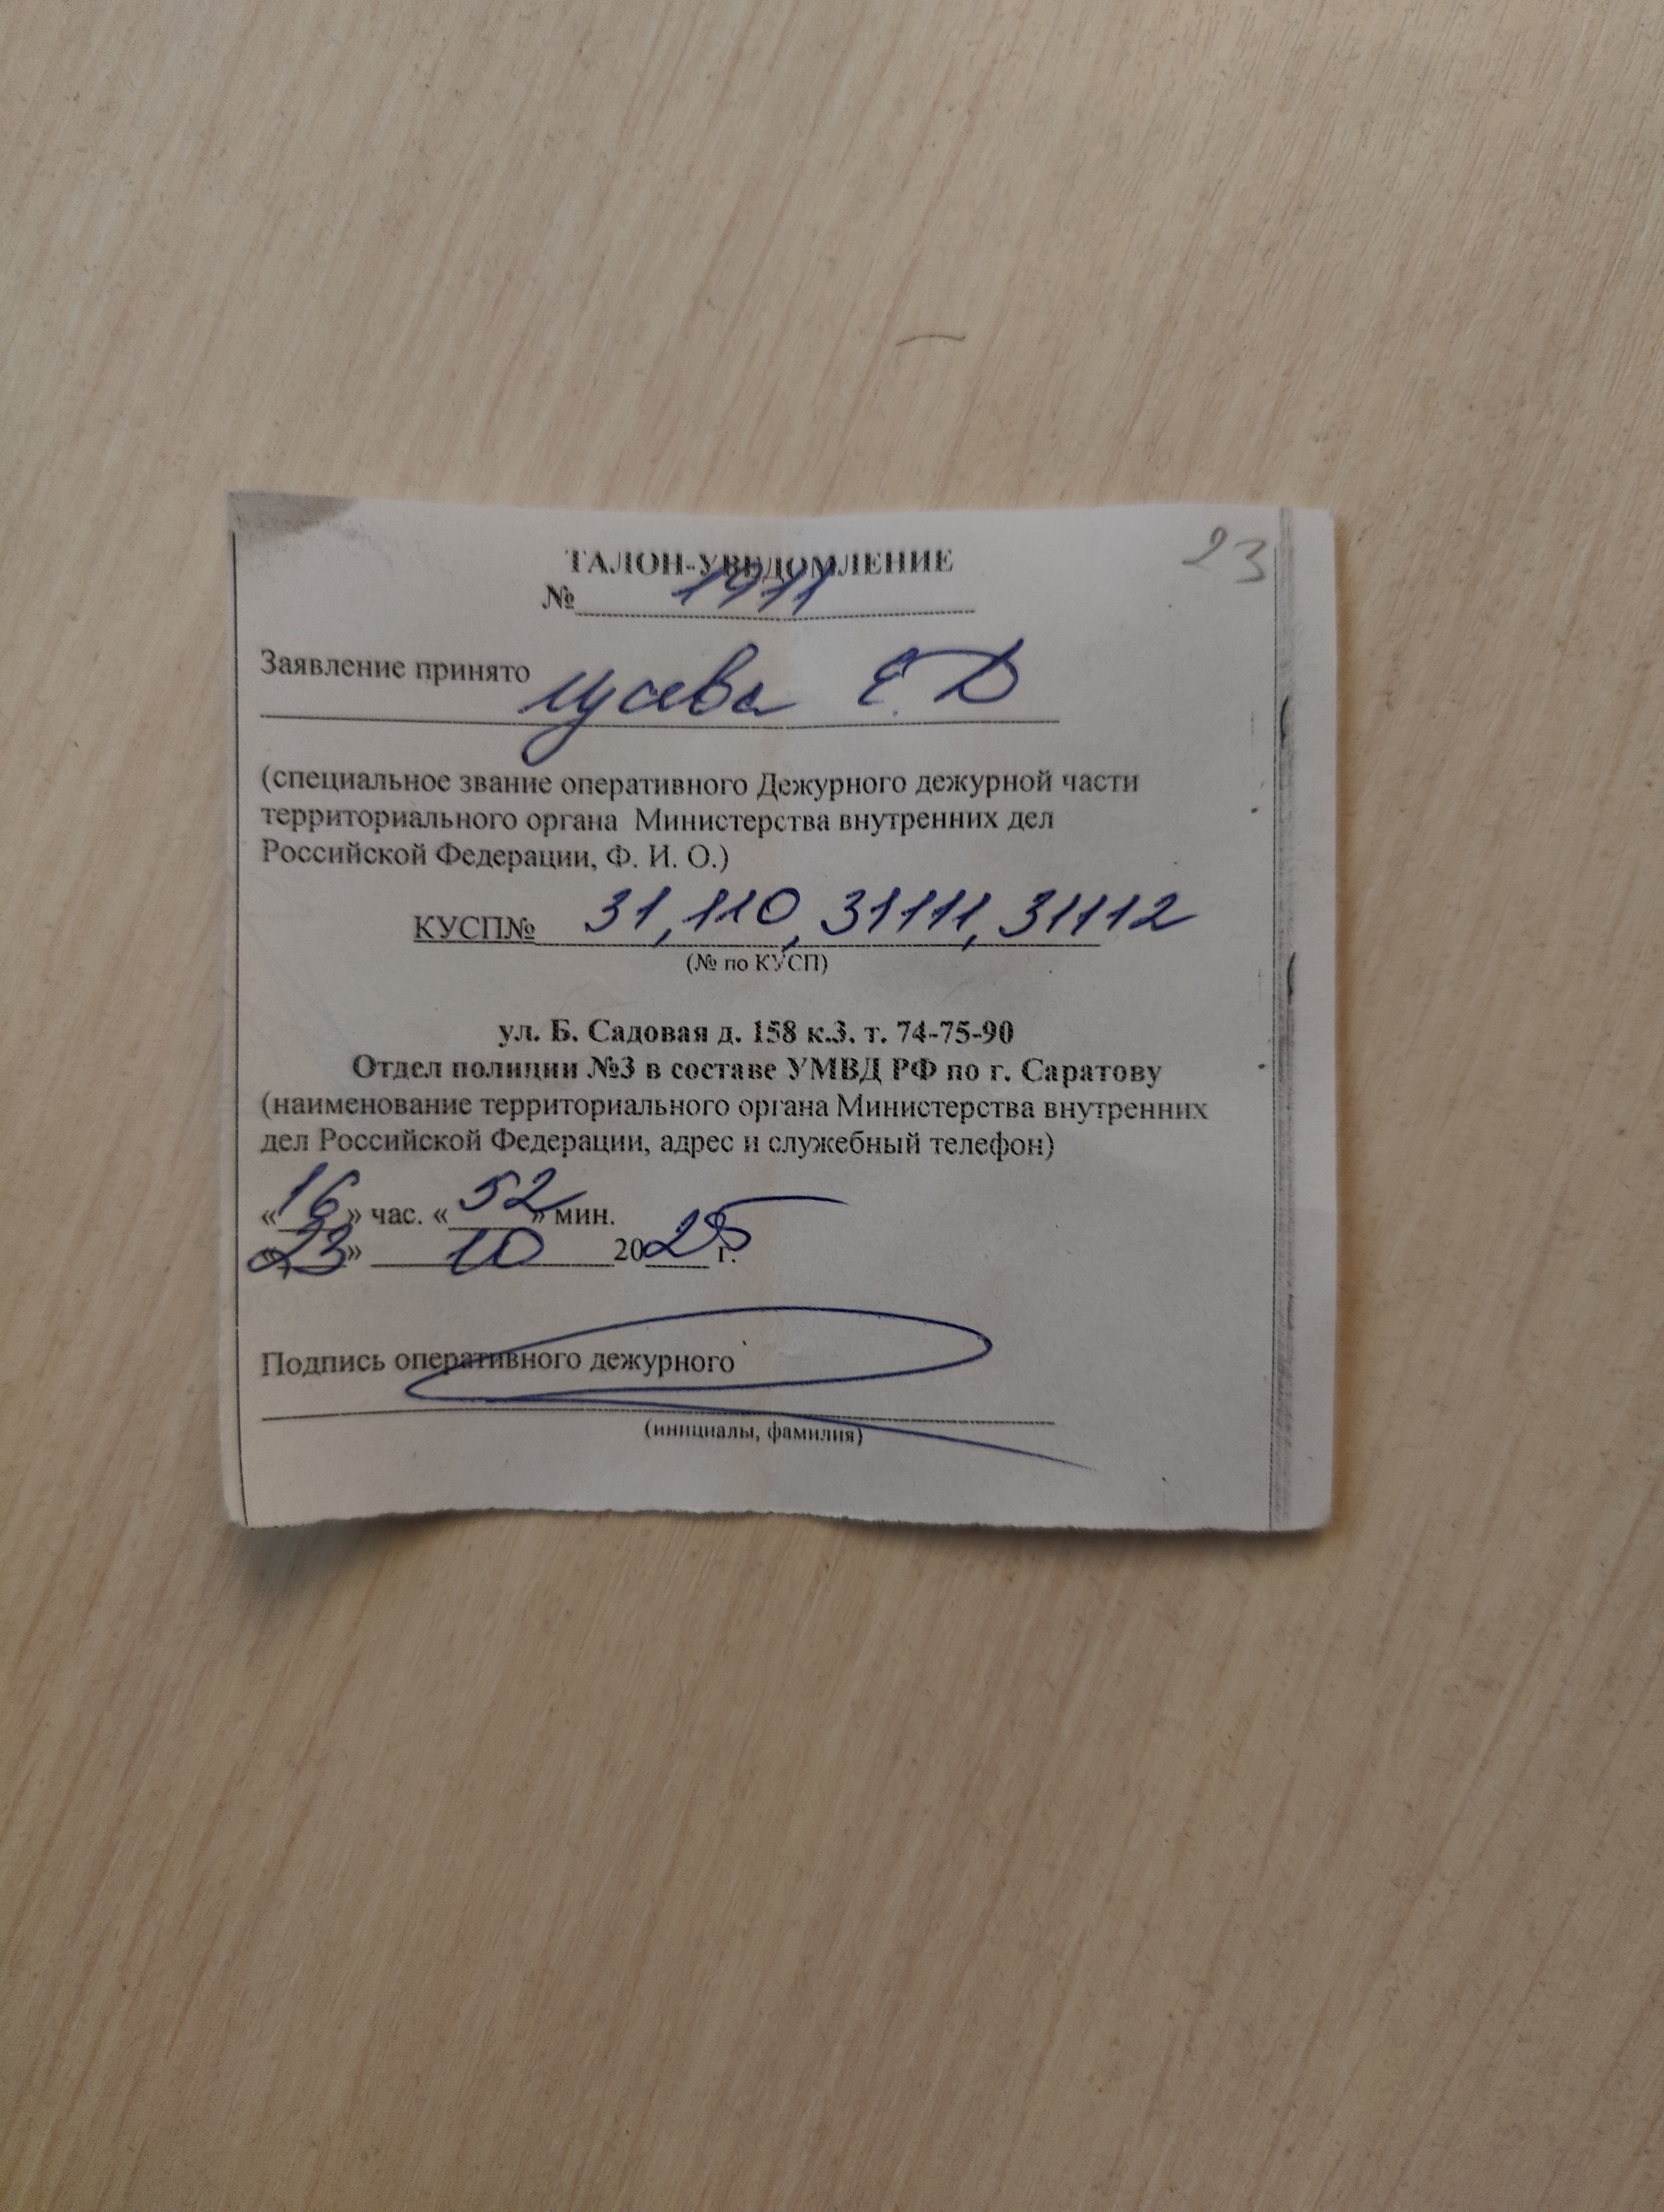 23
ТАЛОН-УВЕДОМЛЕНИЕ
№ 1911
Заявление принято
Е. Д
(специальное звание оперативного Дежурного дежурной части
территориального органа Министерства внутренних дел
Российской Федерации, Ф. И. О.)
КУСП№ 31,110, 31111, 31112
(№ по КУСП)
ул. Б. Садовая д. 158 к.3. т. 74-75-90
Отдел полиции №3 в составе УМВД РФ по г. Саратову
(наименование территориального органа Министерства внутренних
дел Российской Федерации, адрес и служебный телефон)
«16» час. «52» мин.
«23» 10 2025 г.
Подпись оперативного дежурного
(инициалы, фамилия)